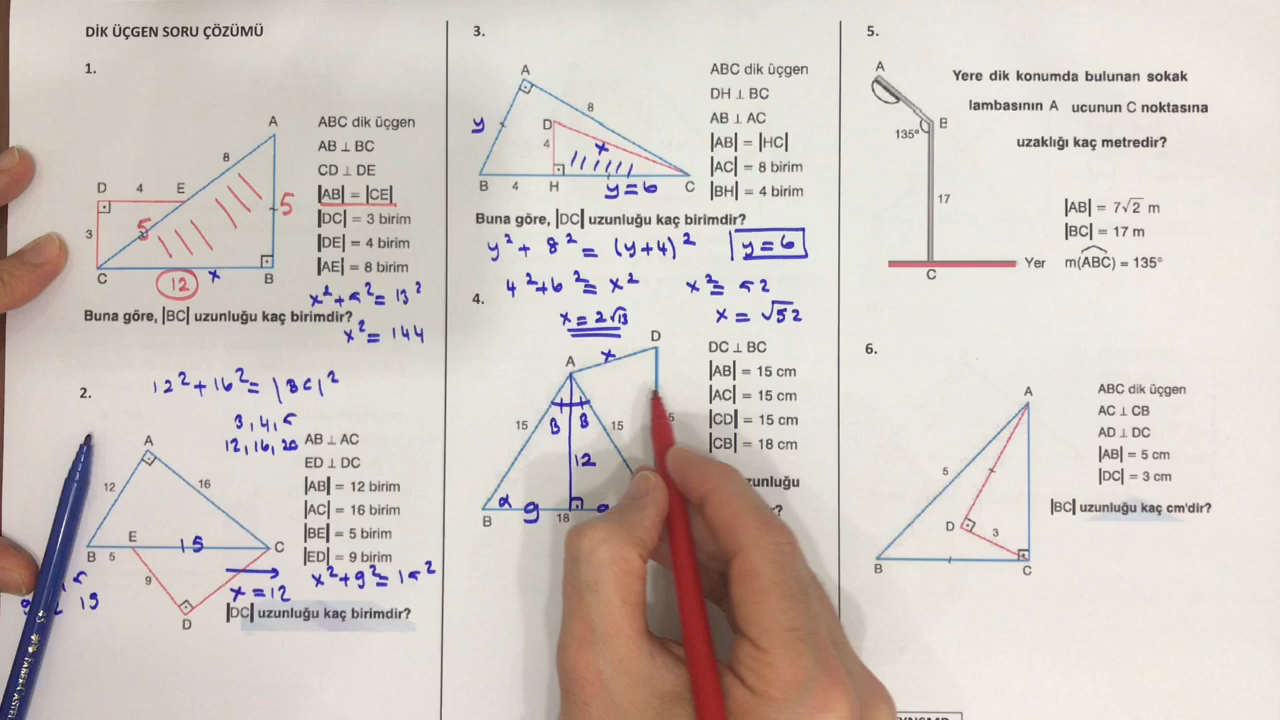 DİK ÜÇGEN SORU ÇÖZÜMÜ
1.
A
8
D 4 E
5
5
3
C 12 x B
ABC dik üçgen
AB ⊥ BC
CD ⊥ DE
|AB| = |CE|
|DC| = 3 birim
|DE| = 4 birim
|AE| = 8 birim
x² + 5² = 13²
Buna göre, |BC| uzunluğu kaç birimdir?
x² = 144
2.
12² + 16² = |BC|²
3, 4, 5
12, 16, 20
A
12 16
E
B 5 15 C
9
D
AB ⊥ AC
ED ⊥ DC
|AB| = 12 birim
|AC| = 16 birim
|BE| = 5 birim
|ED| = 9 birim
x² + 9² = 15²
x = 12
15
|DC| uzunluğu kaç birimdir?
3.
A
8
y D
4 x
B 4 H y = 6 C
ABC dik üçgen
DH ⊥ BC
AB ⊥ AC
|AB| = |HC|
|AC| = 8 birim
|BH| = 4 birim
Buna göre, |DC| uzunluğu kaç birimdir?
y² + 8² = (y+4)² y = 6
4² + 6² = x² x² = 52
x = 2√13 x = √52
4.
D
A x
15 B B 15 5
12
α 9
B 18
DC ⊥ BC
|AB| = 15 cm
|AC| = 15 cm
|CD| = 15 cm
|CB| = 18 cm
zunluğu
?
5.
A
B
135°
17
C
Yer
Yere dik konumda bulunan sokak
lambasının A ucunun C noktasına
uzaklığı kaç metredir?
|AB| = 7√2 m
|BC| = 17 m
m(ABC) = 135°
6.
A
5
D 3
B C
ABC dik üçgen
AC ⊥ CB
AD ⊥ DC
|AB| = 5 cm
|DC| = 3 cm
|BC| uzunluğu kaç cm'dir?